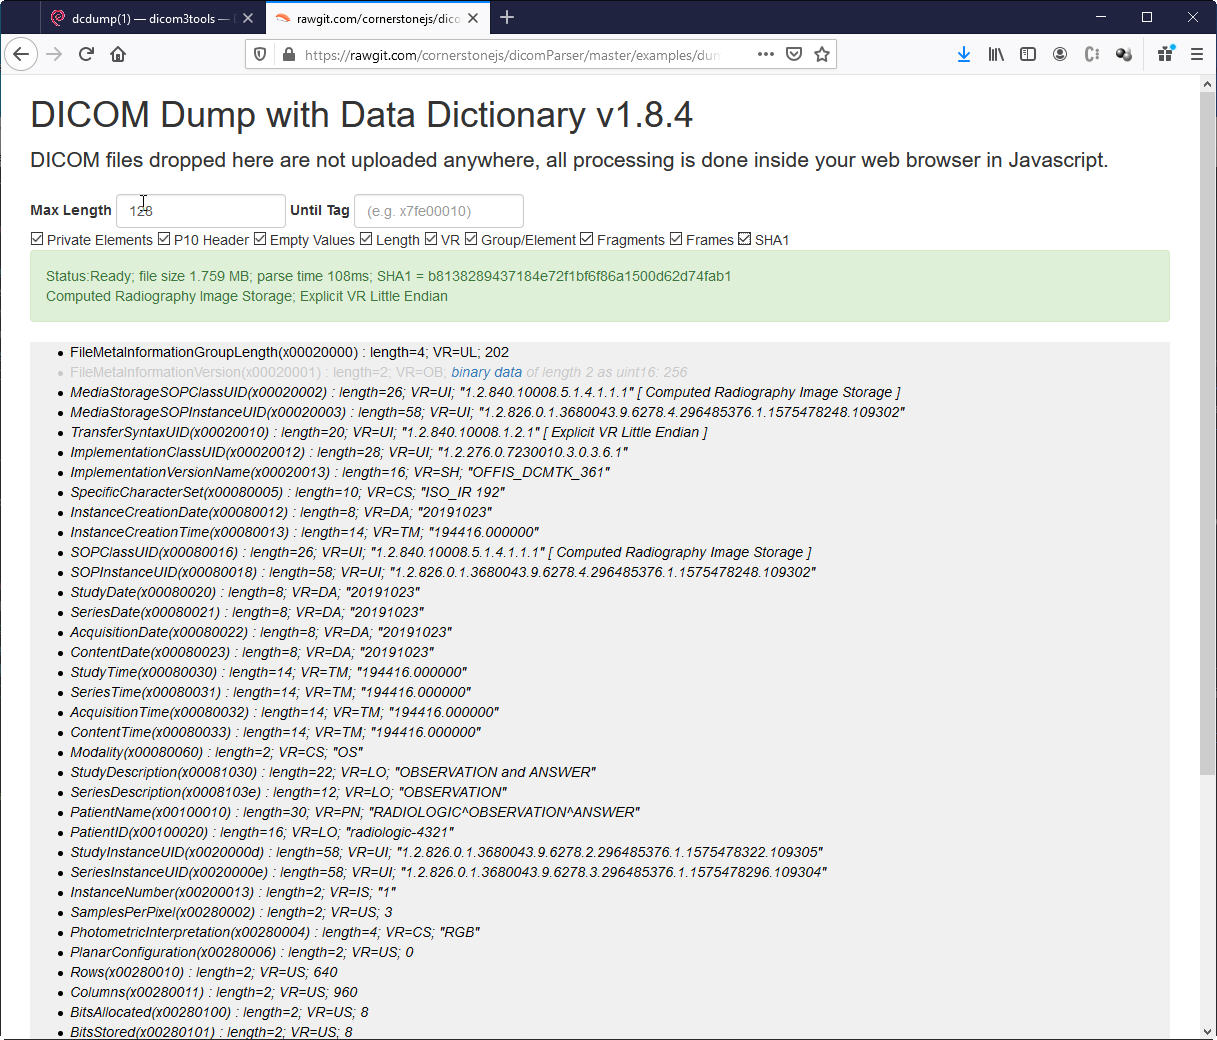 dcdump(1) — dicom3tools —
rawgit.com/cornerstonejs/dico
https://rawgit.com/cornerstonejs/dicomParser/master/examples/dum
DICOM Dump with Data Dictionary v1.8.4
DICOM files dropped here are not uploaded anywhere, all processing is done inside your web browser in Javascript.
Max Length 128 Until Tag (e.g. x7fe00010)
Private Elements P10 Header Empty Values Length VR Group/Element Fragments Frames SHA1
Status:Ready; file size 1.759 MB; parse time 108ms; SHA1 = b8138289437184e72f1bf6f86a1500d62d74fab1
Computed Radiography Image Storage; Explicit VR Little Endian
FileMetaInformationGroupLength(x00020000) : length=4; VR=UL; 202
FileMetaInformationVersion(x00020001) : length=2; VR=OB; binary data of length 2 as uint16: 256
MediaStorageSOPClassUID(x00020002) : length=26; VR=UI; "1.2.840.10008.5.1.4.1.1.1" [ Computed Radiography Image Storage ]
MediaStorageSOPInstanceUID(x00020003) : length=58; VR=UI; "1.2.826.0.1.3680043.9.6278.4.296485376.1.1575478248.109302"
TransferSyntaxUID(x00020010) : length=20; VR=UI; "1.2.840.10008.1.2.1" [ Explicit VR Little Endian ]
ImplementationClassUID(x00020012) : length=28; VR=UI; "1.2.276.0.7230010.3.0.3.6.1"
ImplementationVersionName(x00020013) : length=16; VR=SH; "OFFIS_DCMTK_361"
SpecificCharacterSet(x00080005) : length=10; VR=CS; "ISO_IR 192"
InstanceCreationDate(x00080012) : length=8; VR=DA; "20191023"
InstanceCreationTime(x00080013) : length=14; VR=TM; "194416.000000"
SOPClassUID(x00080016) : length=26; VR=UI; "1.2.840.10008.5.1.4.1.1.1" [ Computed Radiography Image Storage ]
SOPInstanceUID(x00080018) : length=58; VR=UI; "1.2.826.0.1.3680043.9.6278.4.296485376.1.1575478248.109302"
StudyDate(x00080020) : length=8; VR=DA; "20191023"
SeriesDate(x00080021) : length=8; VR=DA; "20191023"
AcquisitionDate(x00080022) : length=8; VR=DA; "20191023"
ContentDate(x00080023) : length=8; VR=DA; "20191023"
StudyTime(x00080030) : length=14; VR=TM; "194416.000000"
SeriesTime(x00080031) : length=14; VR=TM; "194416.000000"
AcquisitionTime(x00080032) : length=14; VR=TM; "194416.000000"
ContentTime(x00080033) : length=14; VR=TM; "194416.000000"
Modality(x00080060) : length=2; VR=CS; "OS"
StudyDescription(x00081030) : length=22; VR=LO; "OBSERVATION and ANSWER"
SeriesDescription(x0008103e) : length=12; VR=LO; "OBSERVATION"
PatientName(x00100010) : length=30; VR=PN; "RADIOLOGIC^OBSERVATION^ANSWER"
PatientID(x00100020) : length=16; VR=LO; "radiologic-4321"
StudyInstanceUID(x0020000d) : length=58; VR=UI; "1.2.826.0.1.3680043.9.6278.2.296485376.1.1575478322.109305"
SeriesInstanceUID(x0020000e) : length=58; VR=UI; "1.2.826.0.1.3680043.9.6278.3.296485376.1.1575478296.109304"
InstanceNumber(x00200013) : length=2; VR=IS; "1"
SamplesPerPixel(x00280002) : length=2; VR=US; 3
PhotometricInterpretation(x00280004) : length=4; VR=CS; "RGB"
PlanarConfiguration(x00280006) : length=2; VR=US; 0
Rows(x00280010) : length=2; VR=US; 640
Columns(x00280011) : length=2; VR=US; 960
BitsAllocated(x00280100) : length=2; VR=US; 8
BitsStored(x00280101) : length=2; VR=US; 8